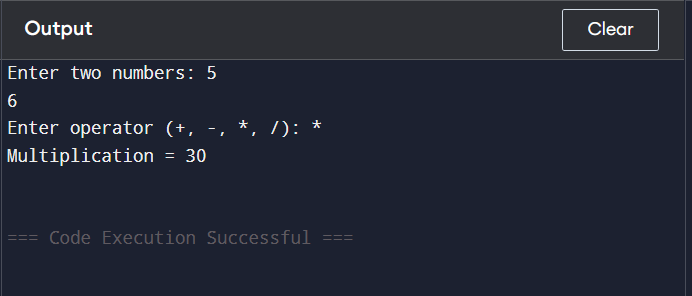 Output
Clear
Enter two numbers: 5
6
Enter operator (+, -, *, /): *
Multiplication = 30
=== Code Execution Successful ===